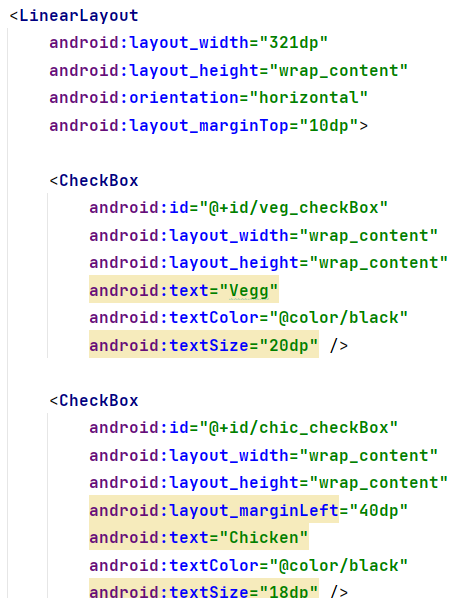 <LinearLayout
android:layout_width="321dp"
android:layout_height="wrap_content"
android:orientation="horizontal"
android:layout_marginTop="10dp">
<CheckBox
android:id="@+id/veg_checkBox"
android:layout_width="wrap_content"
android:layout_height="wrap_content"
android:text="Vegg"
android:textColor="@color/black"
android:textSize="20dp" />
<CheckBox
android:id="@+id/chic_checkBox"
android:layout_width="wrap_content"
android:layout_height="wrap_content"
android:layout_marginLeft="40dp"
android:text="Chicken"
android:textColor="@color/black"
android:textSize="18dp" />